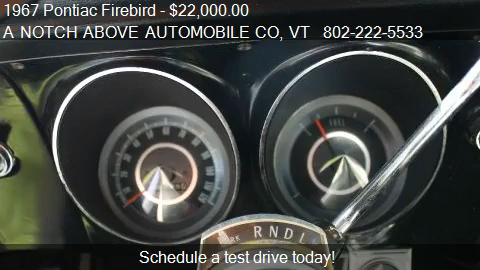 1967 Pontiac Firebird - $22,000.00
A NOTCH ABOVE AUTOMOBILE CO, VT 802-222-5533
FUEL
RNDL
Schedule a test drive today!